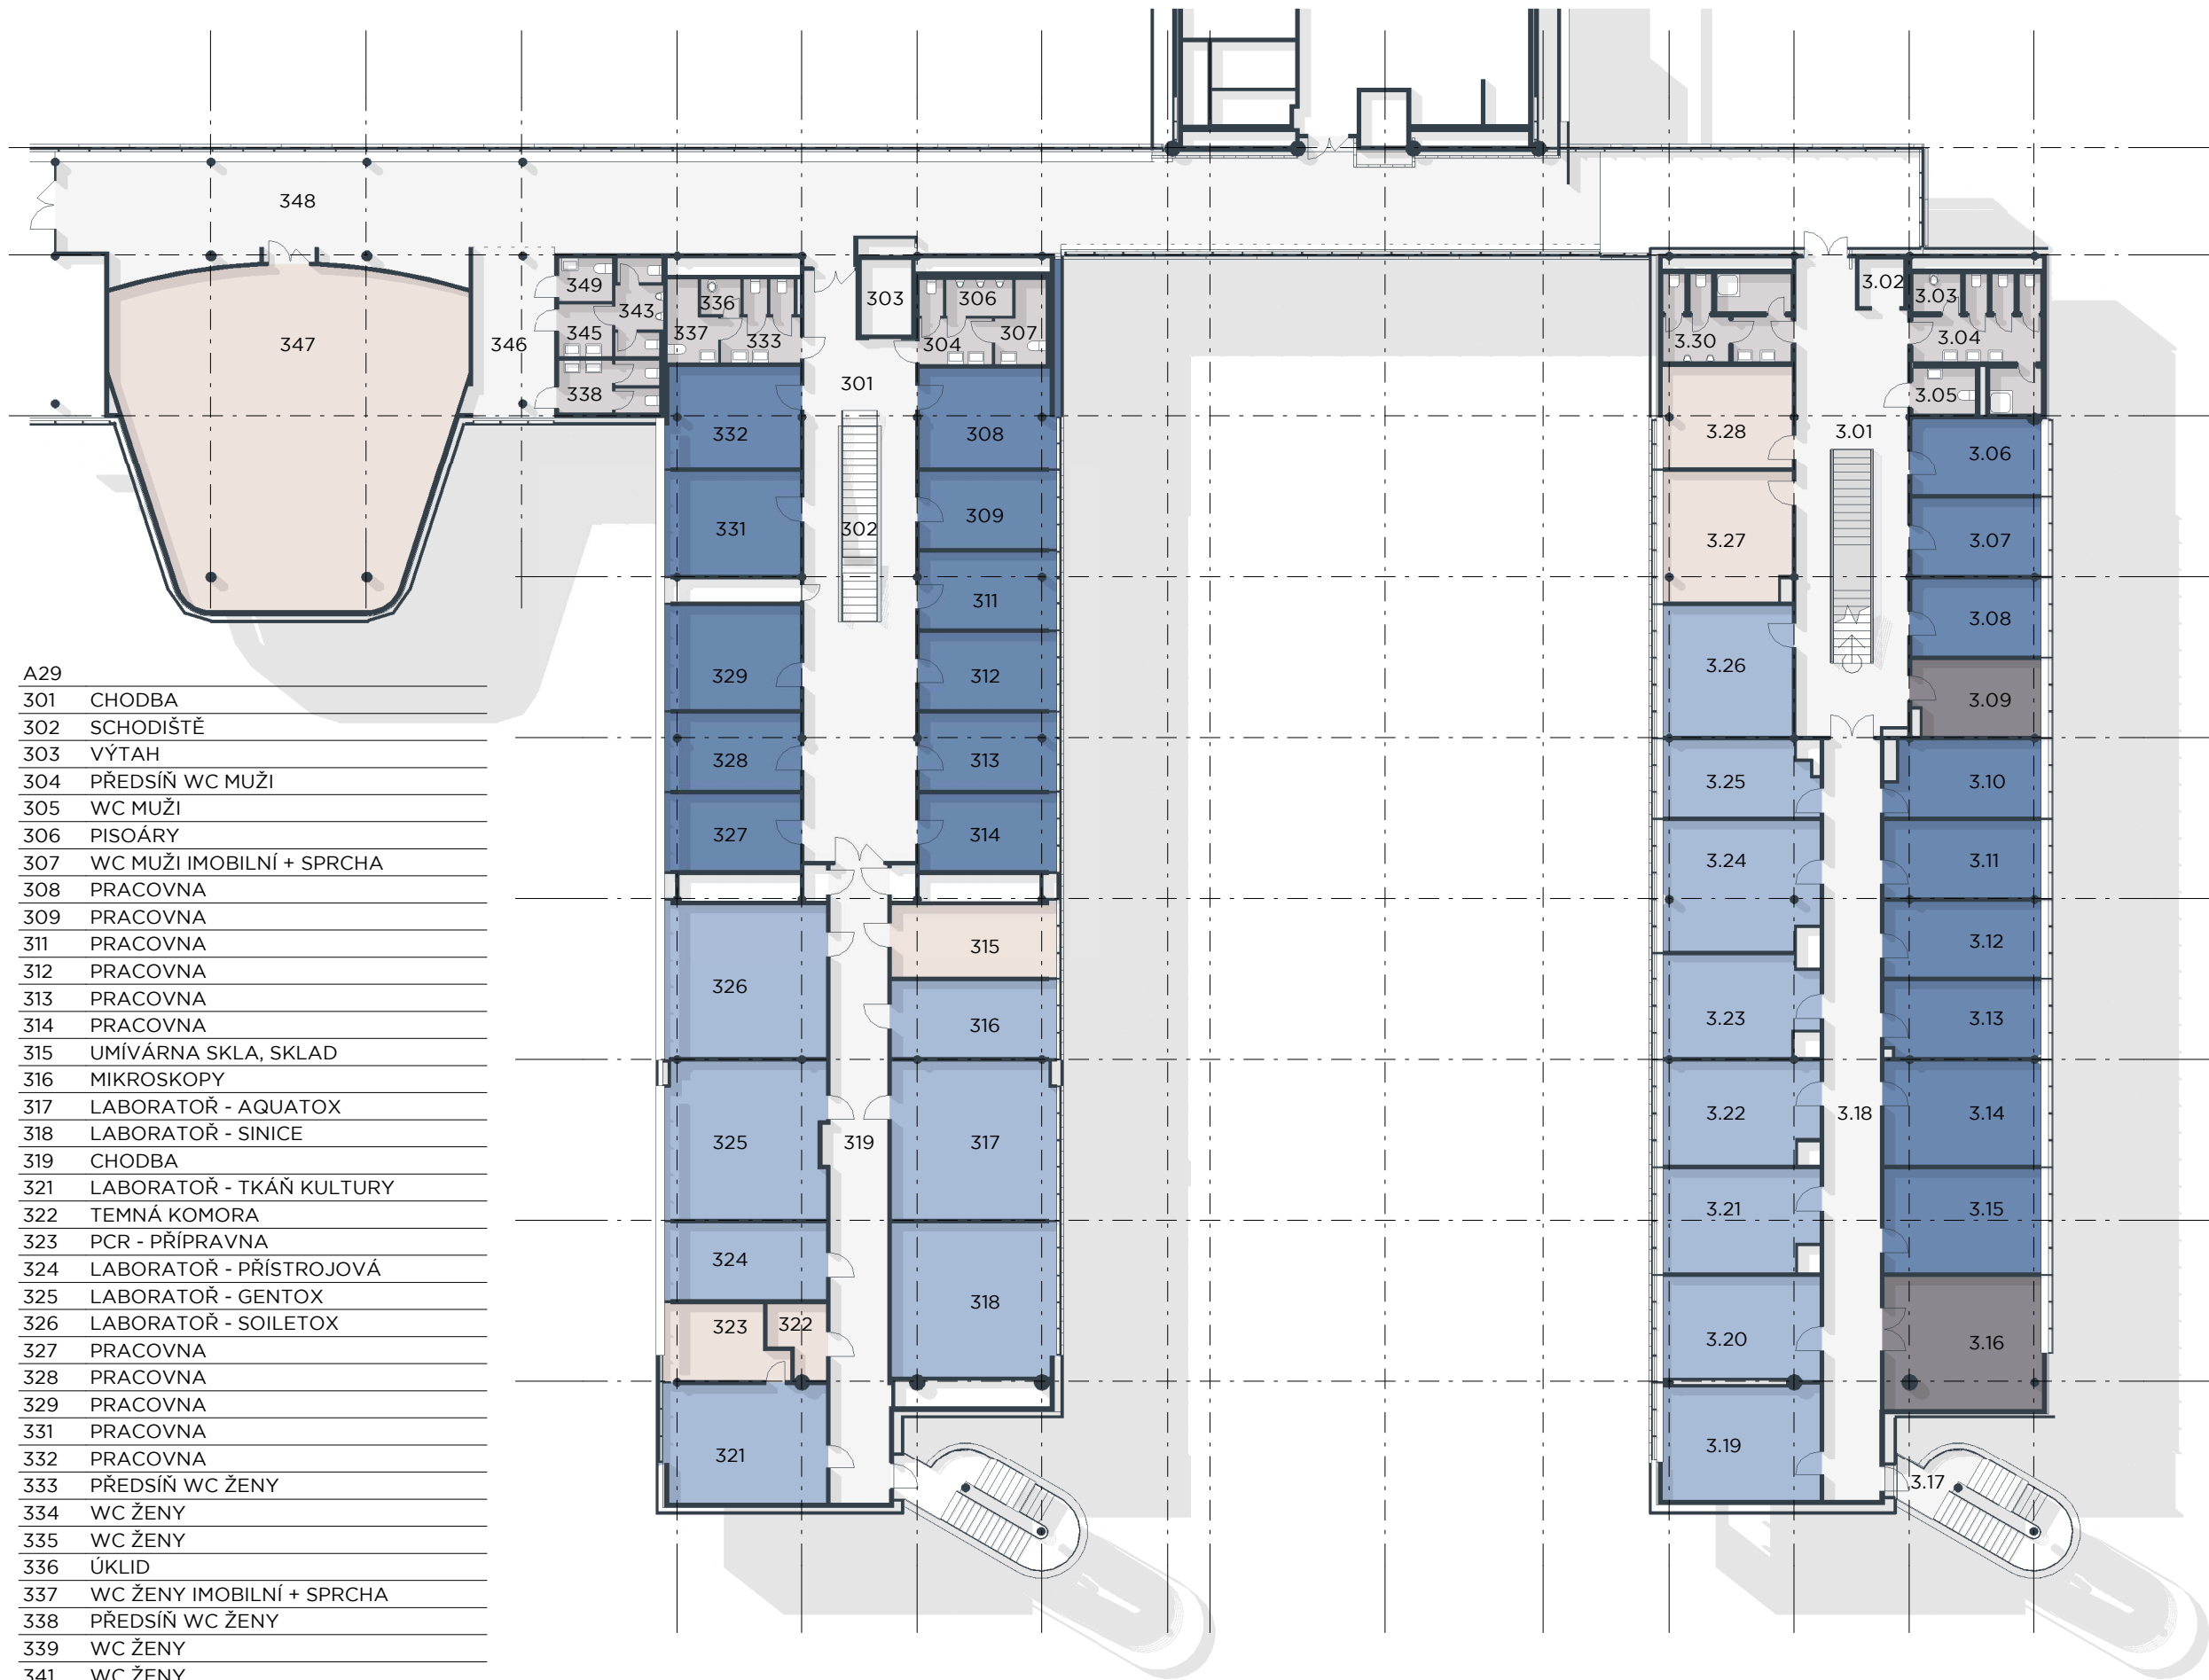 348
349
343
345
346
347
338
336
337
333
303
306
304
307
301
332
308
331
302
309
311
329
312
328
313
327
314
326
315
316
325
319
317
324
318
323
322
321
3.02
3.03
3.30
3.04
3.05
3.28
3.01
3.06
3.27
3.07
3.08
3.26
3.09
3.25
3.10
3.24
3.11
3.12
3.23
3.13
3.22
3.18
3.14
3.21
3.15
3.20
3.16
3.19
3.17
A29
301 CHODBA
302 SCHODIŠTĚ
303 VÝTAH
304 PŘEDSÍŇ WC MUŽI
305 WC MUŽI
306 PISOÁRY
307 WC MUŽI IMOBILNÍ + SPRCHA
308 PRACOVNA
309 PRACOVNA
311 PRACOVNA
312 PRACOVNA
313 PRACOVNA
314 PRACOVNA
315 UMÍVÁRNA SKLA, SKLAD
316 MIKROSKOPY
317 LABORATOŘ - AQUATOX
318 LABORATOŘ - SINICE
319 CHODBA
321 LABORATOŘ - TKÁŇ KULTURY
322 TEMNÁ KOMORA
323 PCR - PŘÍPRAVNA
324 LABORATOŘ - PŘÍSTROJOVÁ
325 LABORATOŘ - GENTOX
326 LABORATOŘ - SOILETOX
327 PRACOVNA
328 PRACOVNA
329 PRACOVNA
331 PRACOVNA
332 PRACOVNA
333 PŘEDSÍŇ WC ŽENY
334 WC ŽENY
335 WC ŽENY
336 ÚKLID
337 WC ŽENY IMOBILNÍ + SPRCHA
338 PŘEDSÍŇ WC ŽENY
339 WC ŽENY
341 WC ŽENY